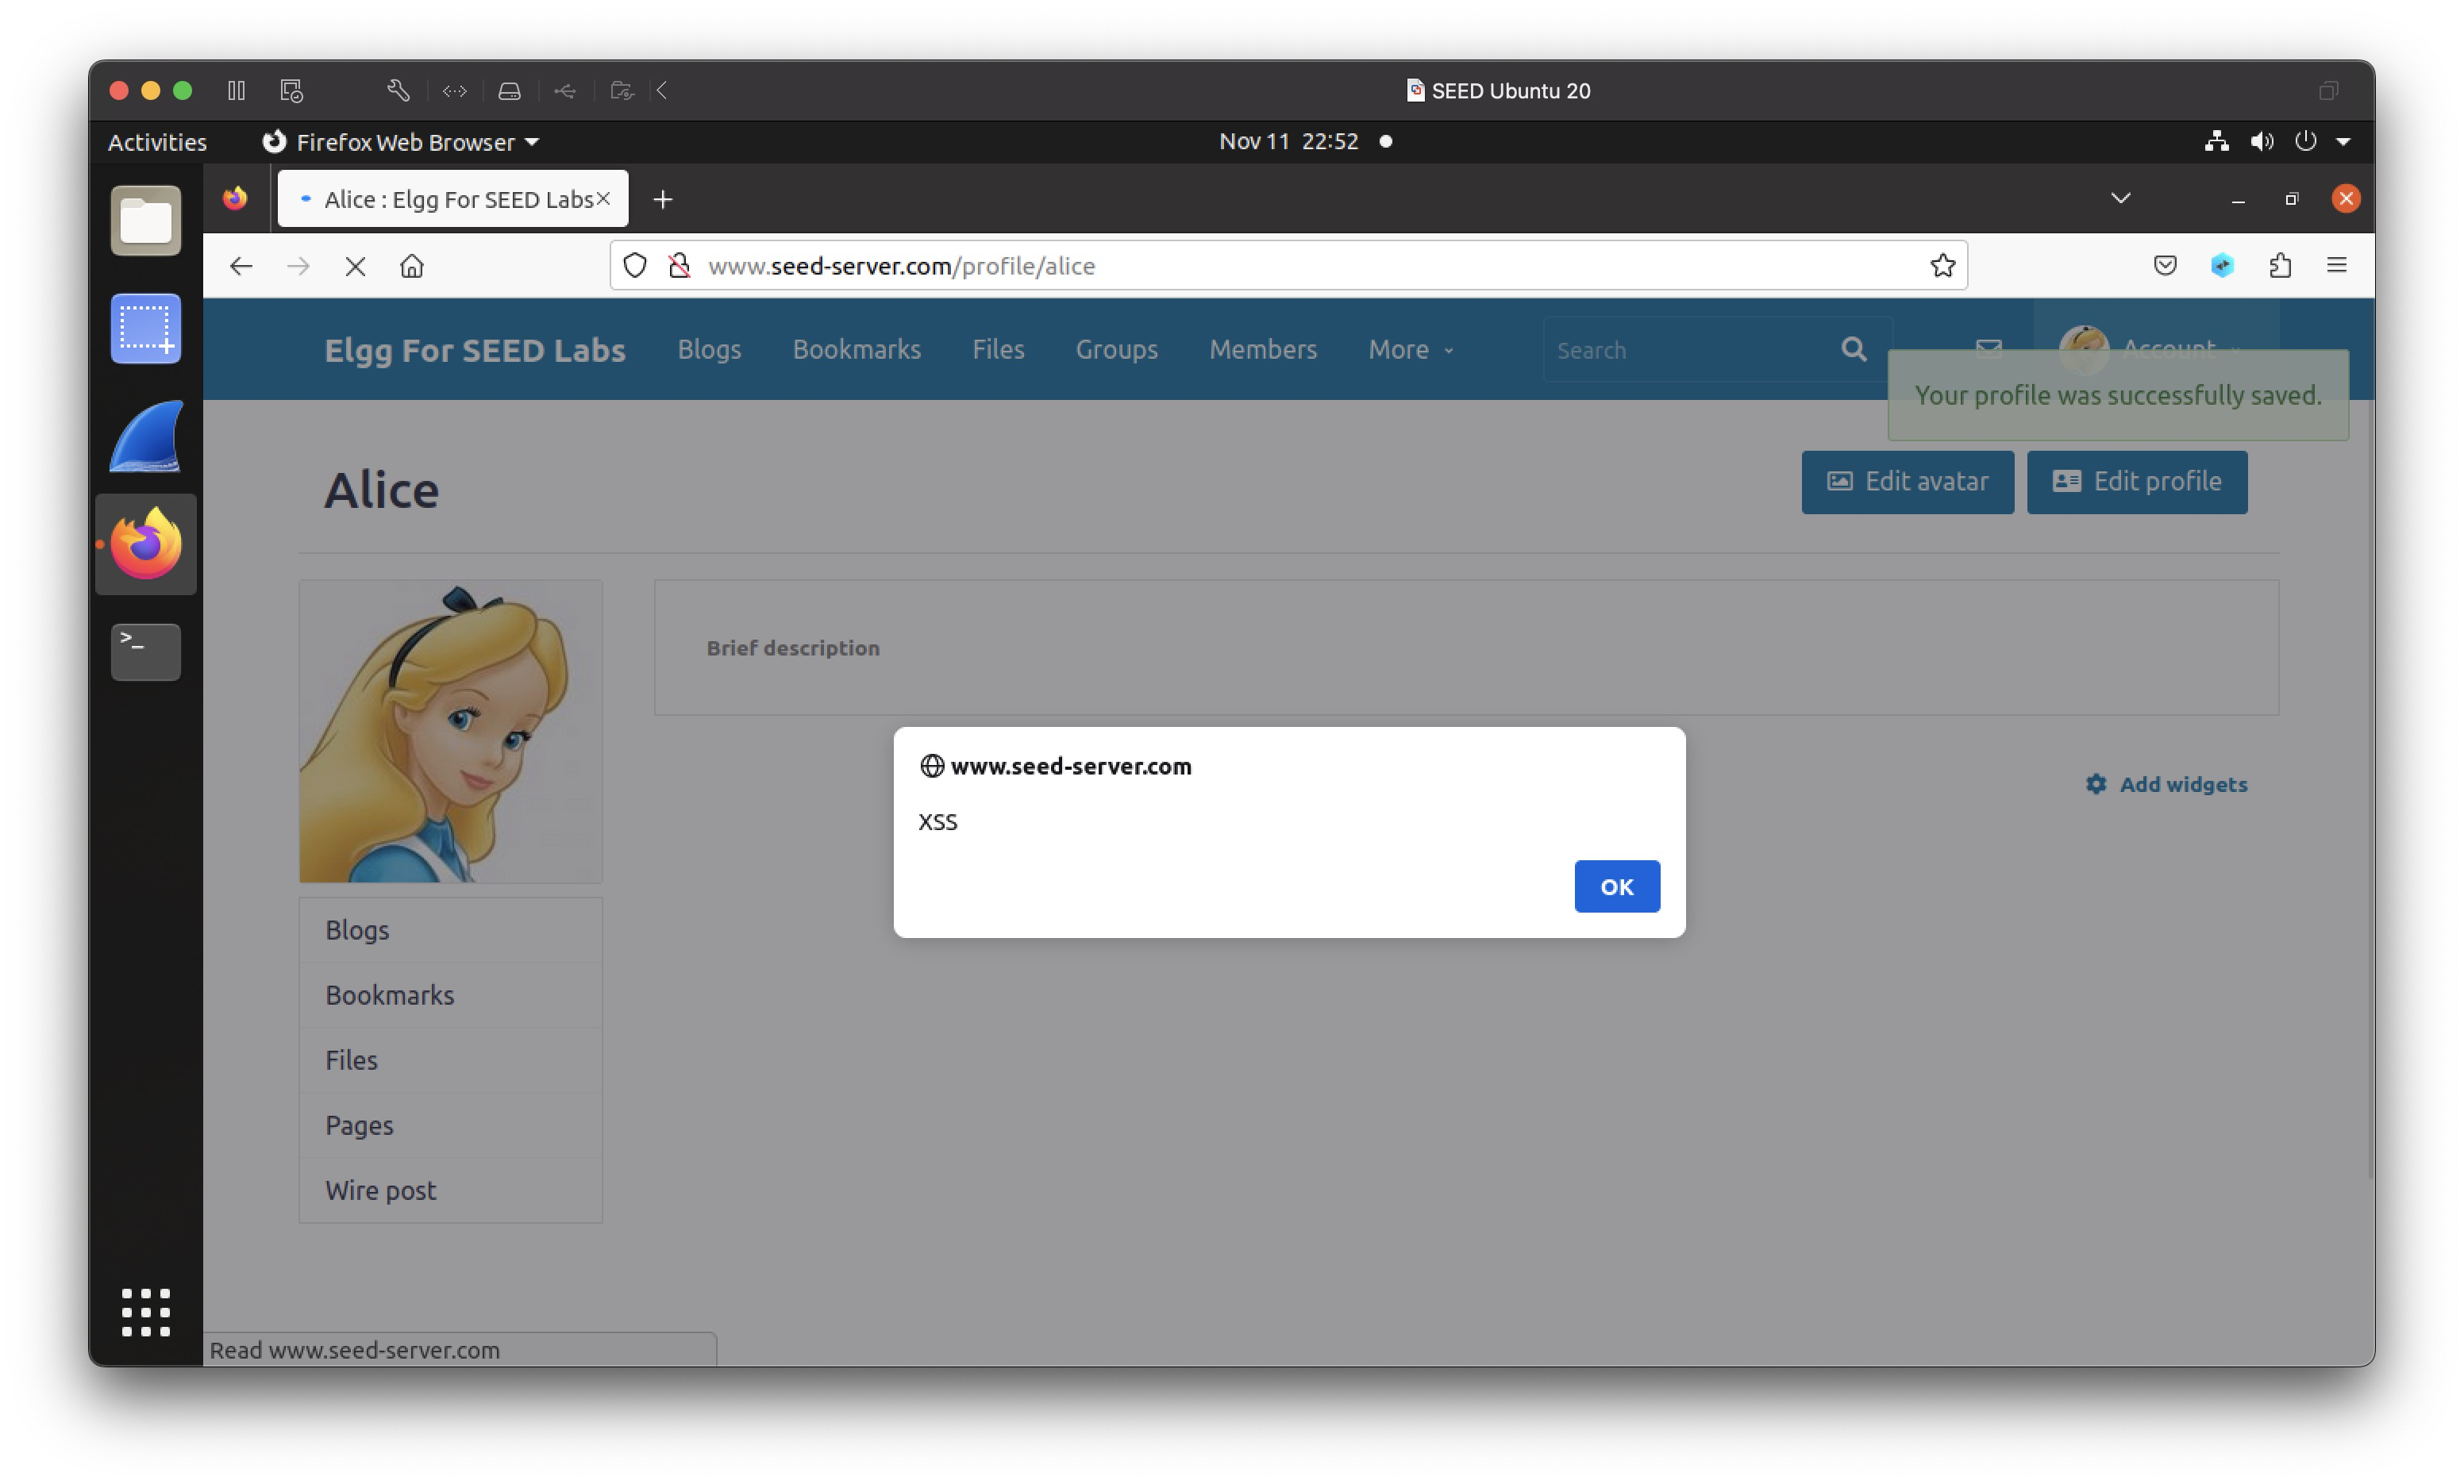 SEED Ubuntu 20
Activities
Firefox Web Browser
Nov 11 22:52
Alice : Elgg For SEED Labs
www.seed-server.com/profile/alice
Elgg For SEED Labs
Blogs
Bookmarks
Files
Groups
Members
More
Search
Account
Your profile was successfully saved.
Alice
Edit avatar
Edit profile
Brief description
www.seed-server.com
XSS
OK
Add widgets
Blogs
Bookmarks
Files
Pages
Wire post
Read www.seed-server.com